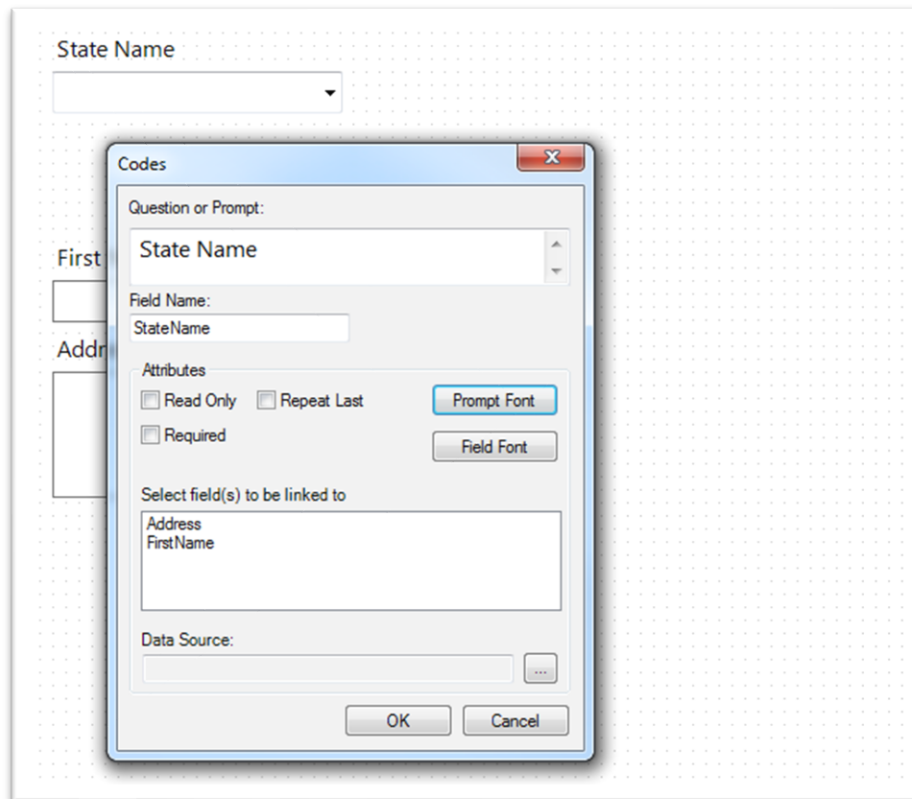 State Name
Codes
Question or Prompt:
State Name
First
Field Name:
StateName
Addr
Attributes
Read Only
Repeat Last
Prompt Font
Required
Field Font
Select field(s) to be linked to
Address
FirstName
Data Source:
...
OK
Cancel